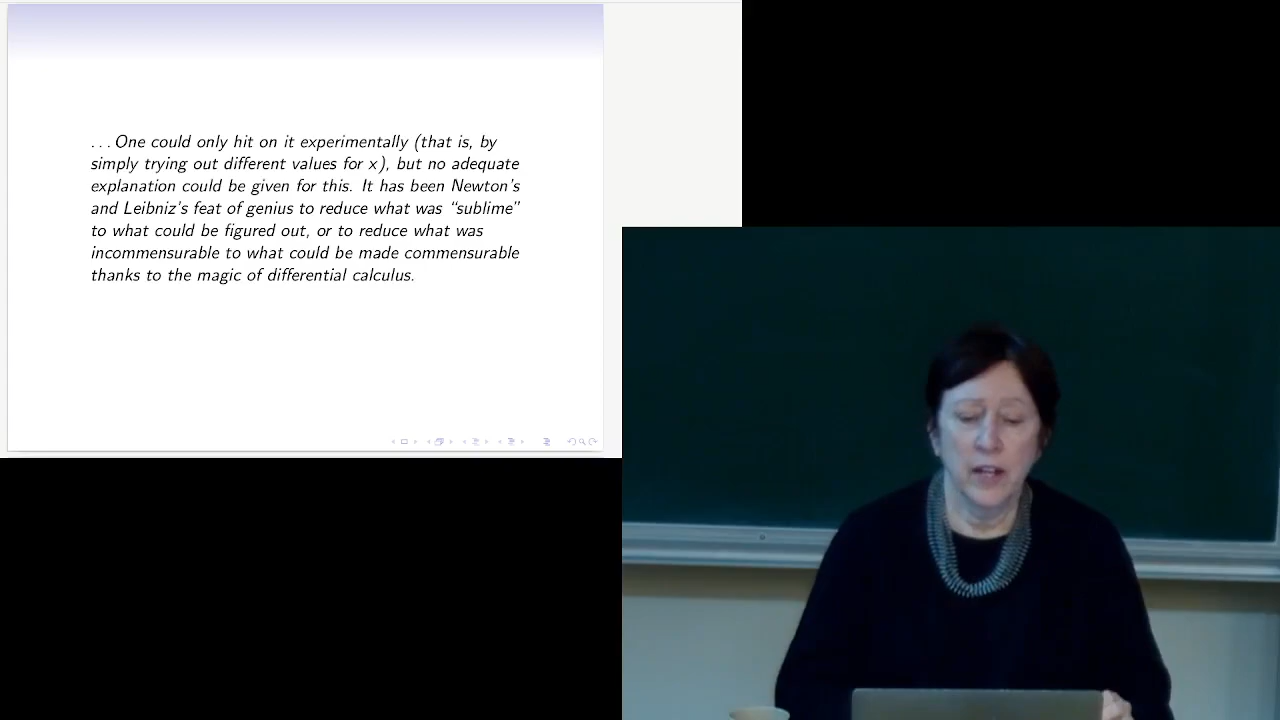 . . . One could only hit on it experimentally (that is, by
simply trying out different values for x), but no adequate
explanation could be given for this. It has been Newton's
and Leibniz's feat of genius to reduce what was “sublime”
to what could be figured out, or to reduce what was
incommensurable to what could be made commensurable
thanks to the magic of differential calculus.